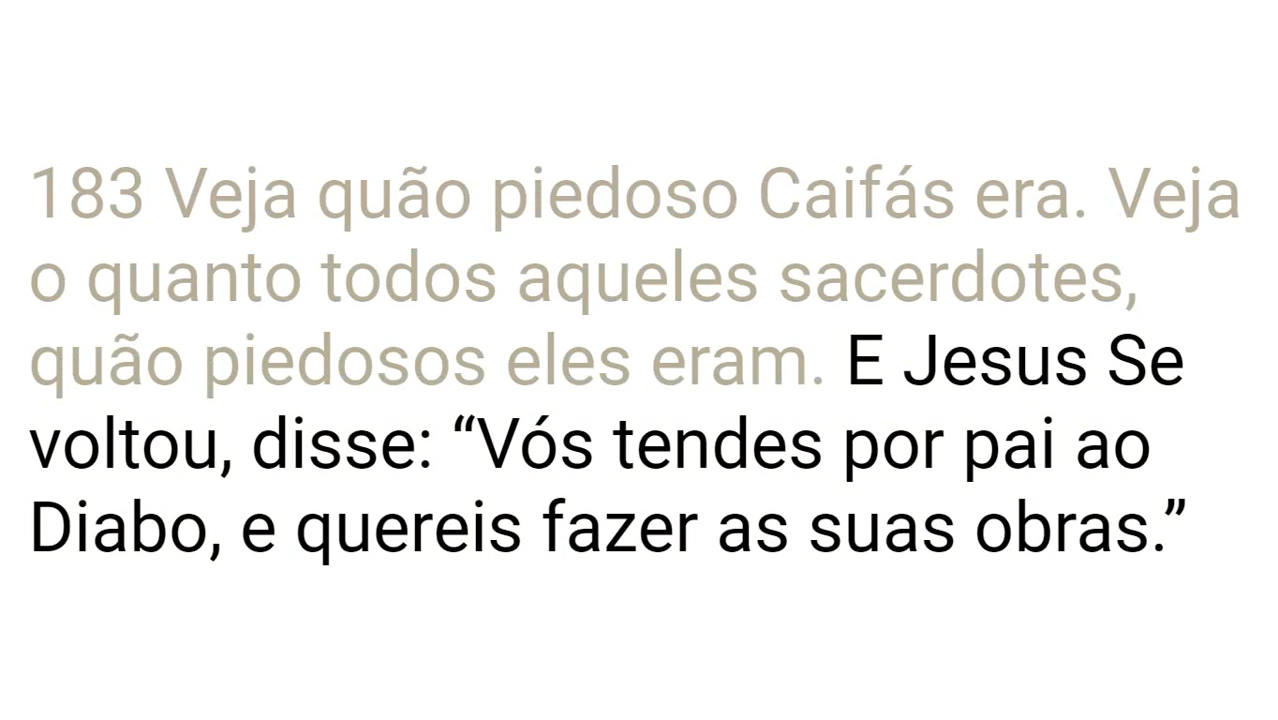 183 Veja quão piedoso Caifás era. Veja
o quanto todos aqueles sacerdotes,
quão piedosos eles eram. E Jesus Se
voltou, disse: “Vós tendes por pai ao
Diabo, e quereis fazer as suas obras.”